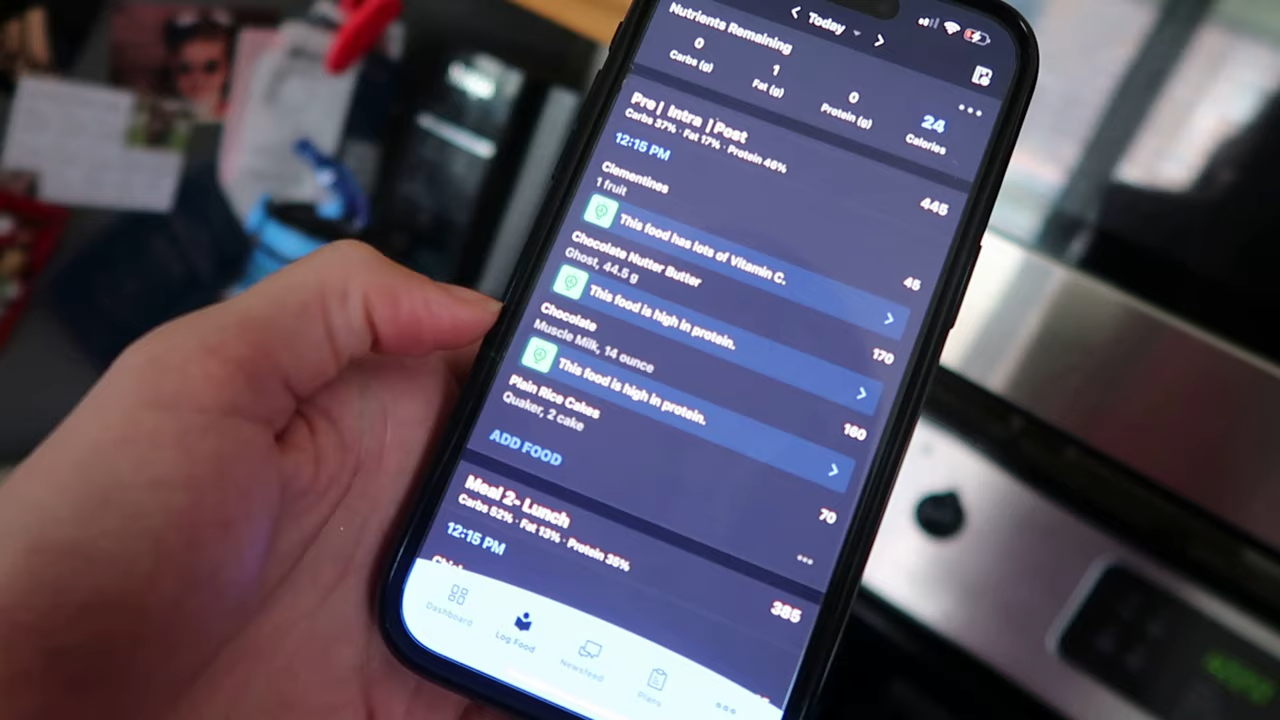 Today
Nutrients Remaining
0
Carbs (g)
1
Fat (g)
0
Protein (g)
24
Calories
Pre | Intra | Post
Carbs 37% · Fat 17% · Protein 46%
12:15 PM
445
Clementines
1 fruit
45
This food has lots of Vitamin C.
Chocolate Nutter Butter
Ghost, 44.5 g
170
This food is high in protein.
Chocolate
Muscle Milk, 14 ounce
160
This food is high in protein.
Plain Rice Cakes
Quaker, 2 cake
70
ADD FOOD
Meal 2- Lunch
Carbs 52% · Fat 13% · Protein 35%
12:15 PM
385
Dashboard
Log Food
Newsfeed
Plans